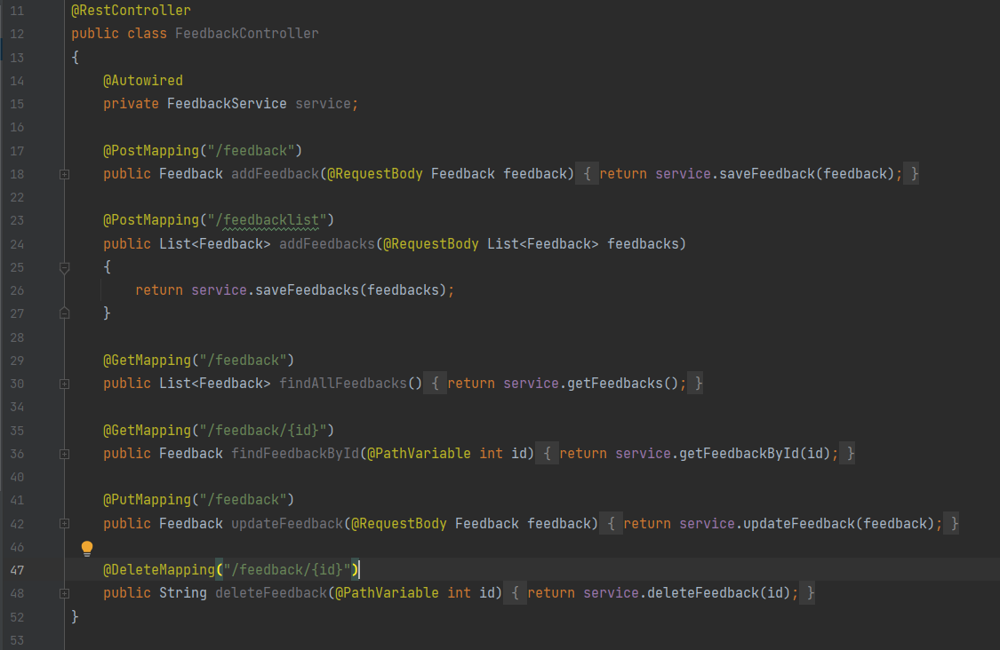 11 @RestController
12 public class FeedbackController
13 {
14 @Autowired
15 private FeedbackService service;
16
17 @PostMapping("/feedback")
18 public Feedback addFeedback(@RequestBody Feedback feedback) { return service.saveFeedback(feedback); }
22
23 @PostMapping("/feedbacklist")
24 public List<Feedback> addFeedbacks(@RequestBody List<Feedback> feedbacks)
25 {
26 return service.saveFeedbacks(feedbacks);
27 }
28
29 @GetMapping("/feedback")
30 public List<Feedback> findAllFeedbacks() { return service.getFeedbacks(); }
34
35 @GetMapping("/feedback/{id}")
36 public Feedback findFeedbackById(@PathVariable int id) { return service.getFeedbackById(id); }
40
41 @PutMapping("/feedback")
42 public Feedback updateFeedback(@RequestBody Feedback feedback) { return service.updateFeedback(feedback); }
46
47 @DeleteMapping("/feedback/{id}")
48 public String deleteFeedback(@PathVariable int id) { return service.deleteFeedback(id); }
52 }
53